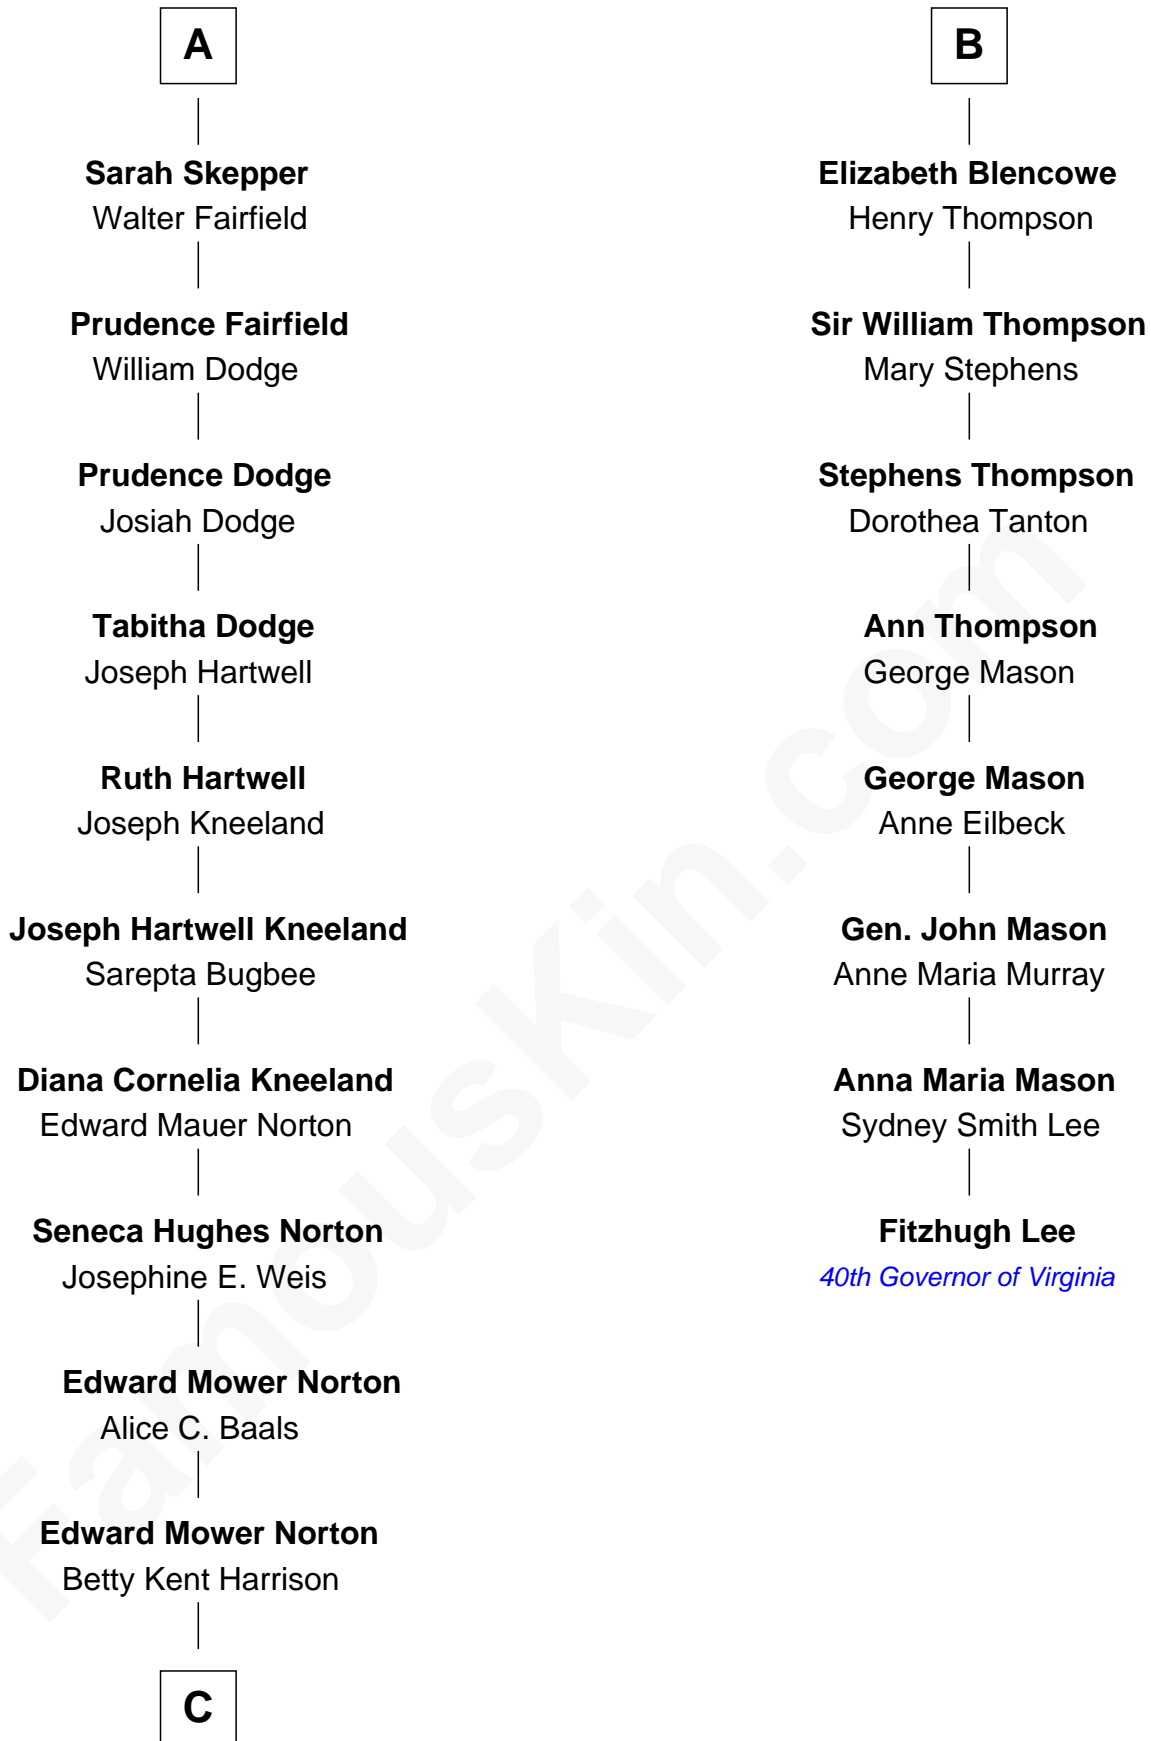 A
Sarah Skepper
Walter Fairfield
Prudence Fairfield
William Dodge
Prudence Dodge
Josiah Dodge
Tabitha Dodge
Joseph Hartwell
Ruth Hartwell
Joseph Kneeland
Joseph Hartwell Kneeland
Sarepta Bugbee
Diana Cornelia Kneeland
Edward Mauer Norton
Seneca Hughes Norton
Josephine E. Weis
Edward Mower Norton
Alice C. Baals
Edward Mower Norton
Betty Kent Harrison
C
B
Elizabeth Blencowe
Henry Thompson
Sir William Thompson
Mary Stephens
Stephens Thompson
Dorothea Tanton
Ann Thompson
George Mason
George Mason
Anne Eilbeck
Gen. John Mason
Anne Maria Murray
Anna Maria Mason
Sydney Smith Lee
Fitzhugh Lee
40th Governor of Virginia
FamousKin.com